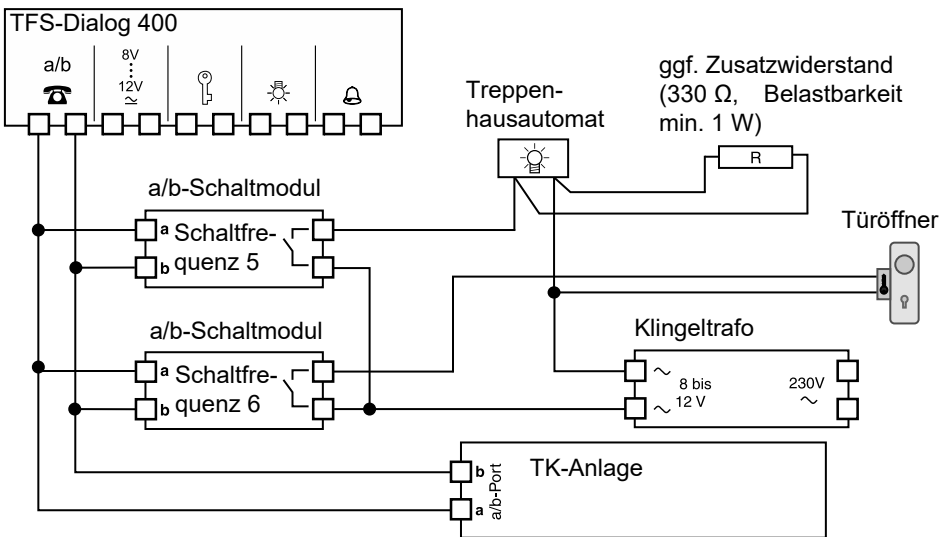 TFS-Dialog 400
a/b
8V
12V
Treppen-
hausautomat
ggf. Zusatzwiderstand
(330 Ω, Belastbarkeit
min. 1 W)
R
a/b-Schaltmodul
a Schaltfre-
b quenz 5
Türöffner
a/b-Schaltmodul
a Schaltfre-
b quenz 6
Klingeltrafo
8 bis
12 V
230V
TK-Anlage
b
a
a/b-Port